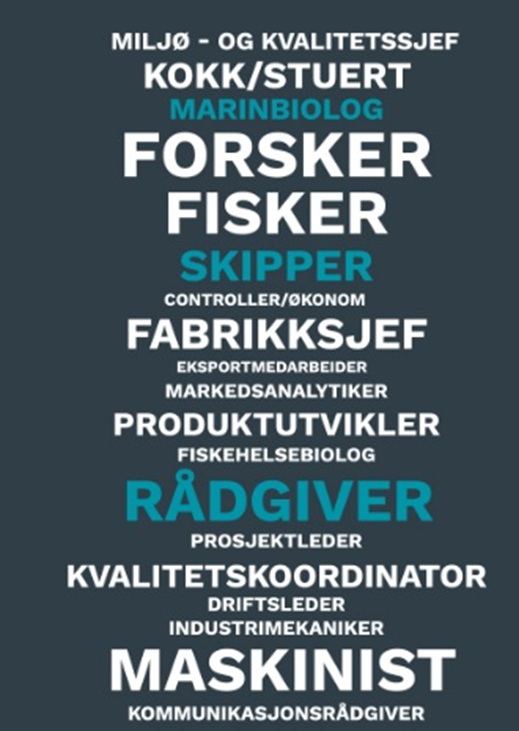 MILJØ - OG KVALITETSSJEF
KOKK/STUERT
MARINBIOLOG
FORSKER
FISKER
SKIPPER
CONTROLLER/ØKONOM
FABRIKKSJEF
EKSPORTMEDARBEIDER
MARKEDSANALYTIKER
PRODUKTUTVIKLER
FISKEHELSEBIOLOG
RÅDGIVER
PROSJEKTLEDER
KVALITETSKOORDINATOR
DRIFTSLEDER
INDUSTRIMEKANIKER
MASKINIST
KOMMUNIKASJONSRÅDGIVER